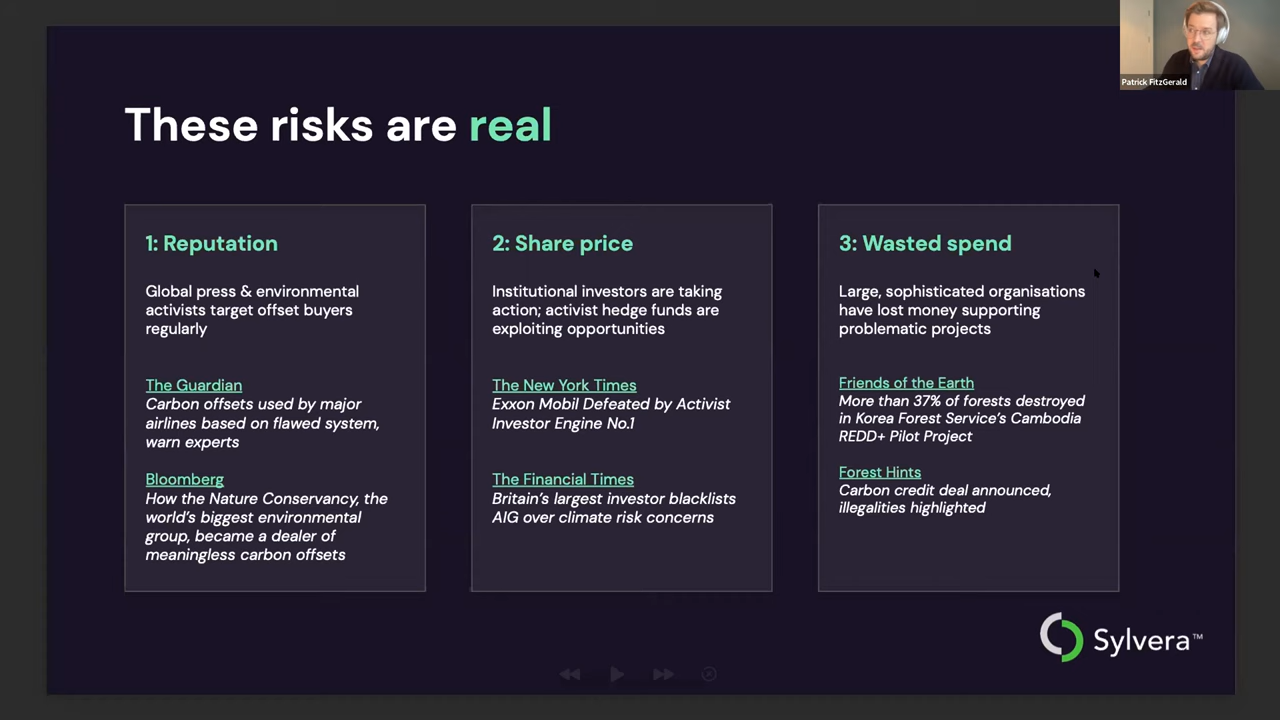 Patrick FitzGerald
These risks are real
1: Reputation
Global press & environmental
activists target offset buyers
regularly
The Guardian
Carbon offsets used by major
airlines based on flawed system,
warn experts
Bloomberg
How the Nature Conservancy, the
world's biggest environmental
group, became a dealer of
meaningless carbon offsets
2: Share price
Institutional investors are taking
action; activist hedge funds are
exploiting opportunities
The New York Times
Exxon Mobil Defeated by Activist
Investor Engine No.1
The Financial Times
Britain's largest investor blacklists
AIG over climate risk concerns
3: Wasted spend
Large, sophisticated organisations
have lost money supporting
problematic projects
Friends of the Earth
More than 37% of forests destroyed
in Korea Forest Service's Cambodia
REDD+ Pilot Project
Forest Hints
Carbon credit deal announced,
illegalities highlighted
Sylvera™